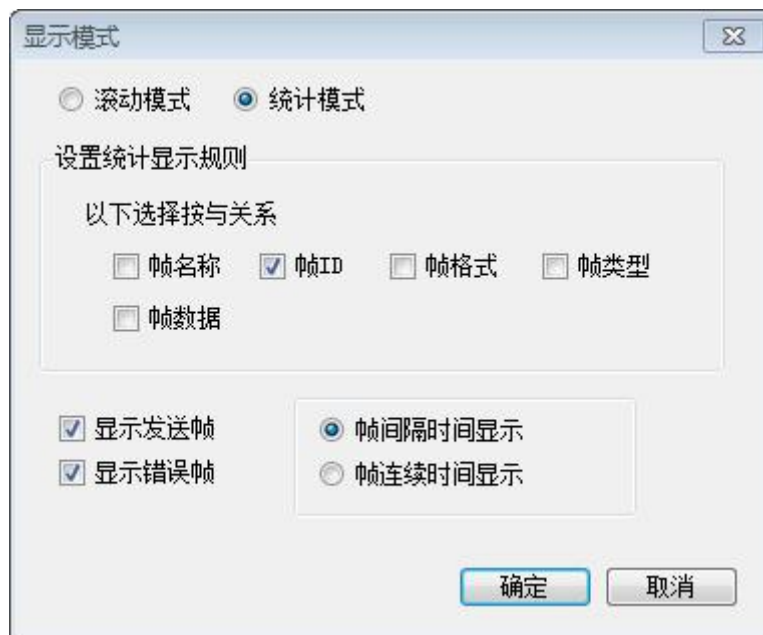 显示模式
滚动模式 统计模式
设置统计显示规则
以下选择按与关系
帧名称 帧ID 帧格式 帧类型
帧数据
显示发送帧 帧间隔时间显示
显示错误帧 帧连续时间显示
确定 取消